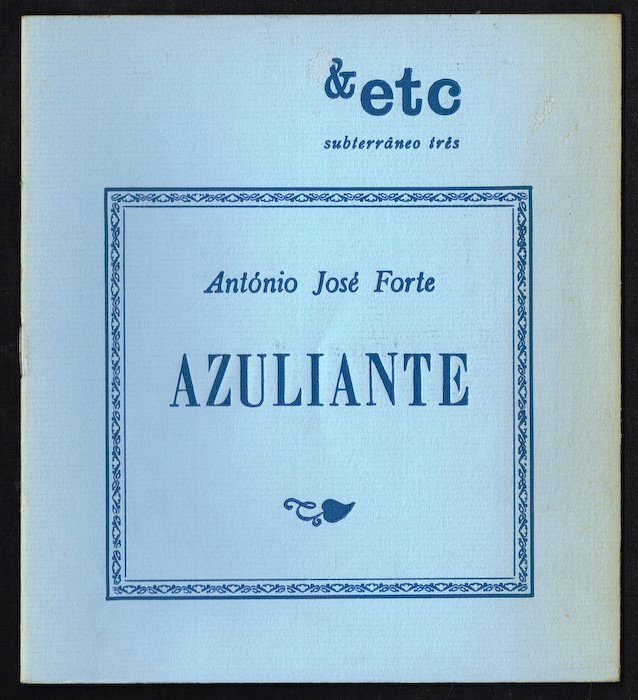 &etc
subterrâneo três
António José Forte
AZULIANTE